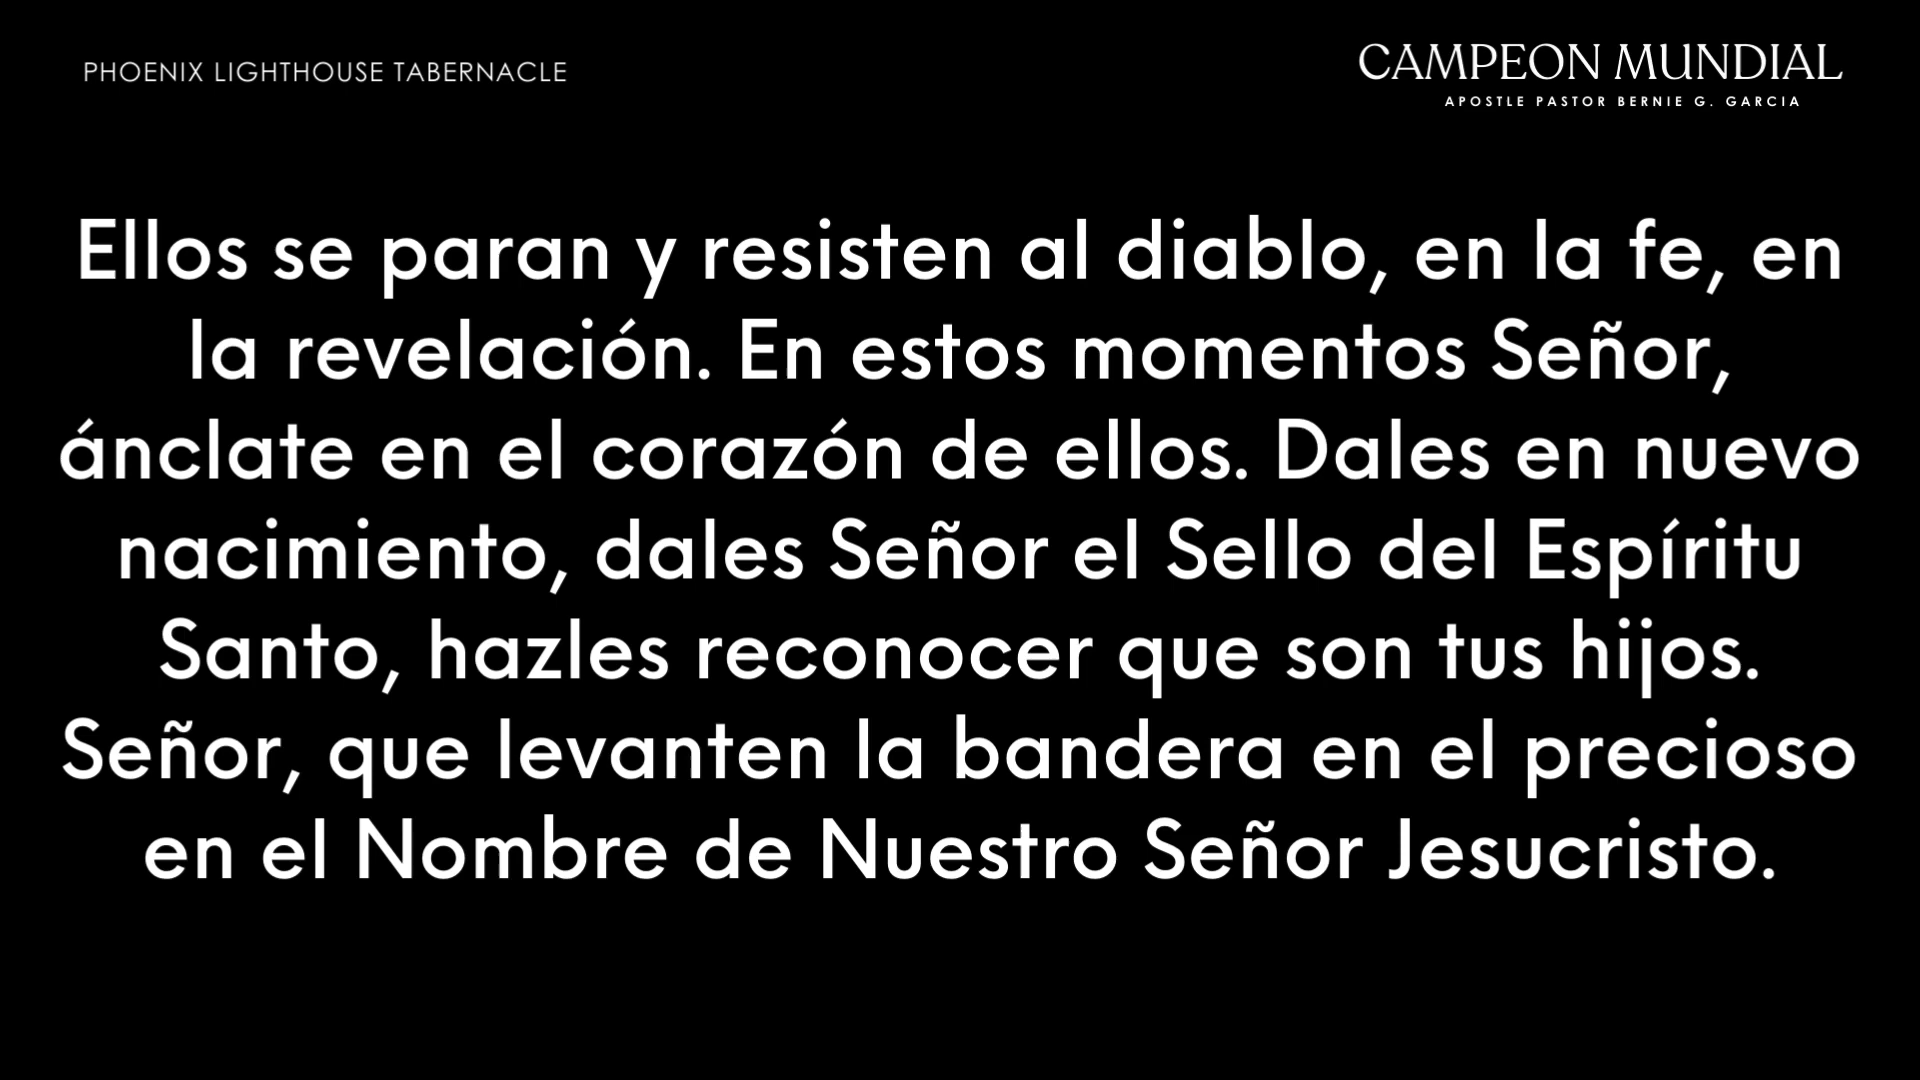 PHOENIX LIGHTHOUSE TABERNACLE
CAMPEON MUNDIAL
APOSTLE PASTOR BERNIE G. GARCIA
Ellos se paran y resisten al diablo, en la fe, en
la revelación. En estos momentos Señor,
ánclate en el corazón de ellos. Dales en nuevo
nacimiento, dales Señor el Sello del Espíritu
Santo, hazles reconocer que son tus hijos.
Señor, que levanten la bandera en el precioso
en el Nombre de Nuestro Señor Jesucristo.